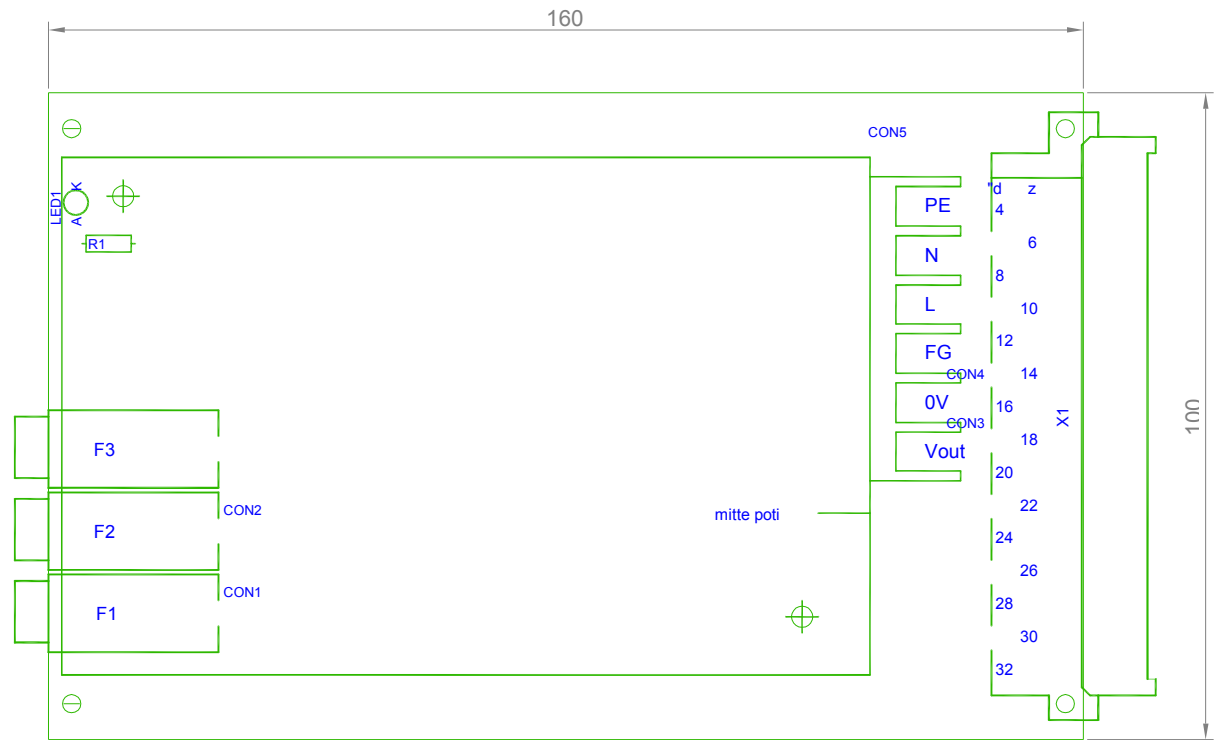 160
CON5
K
LED1
A
R1
"d z
4
6
8
10
12
14
16
18
20
22
24
26
28
30
32
PE
N
L
FG
CON4
0V
CON3
Vout
X1
100
F3
CON2
F2
mitte poti
CON1
F1